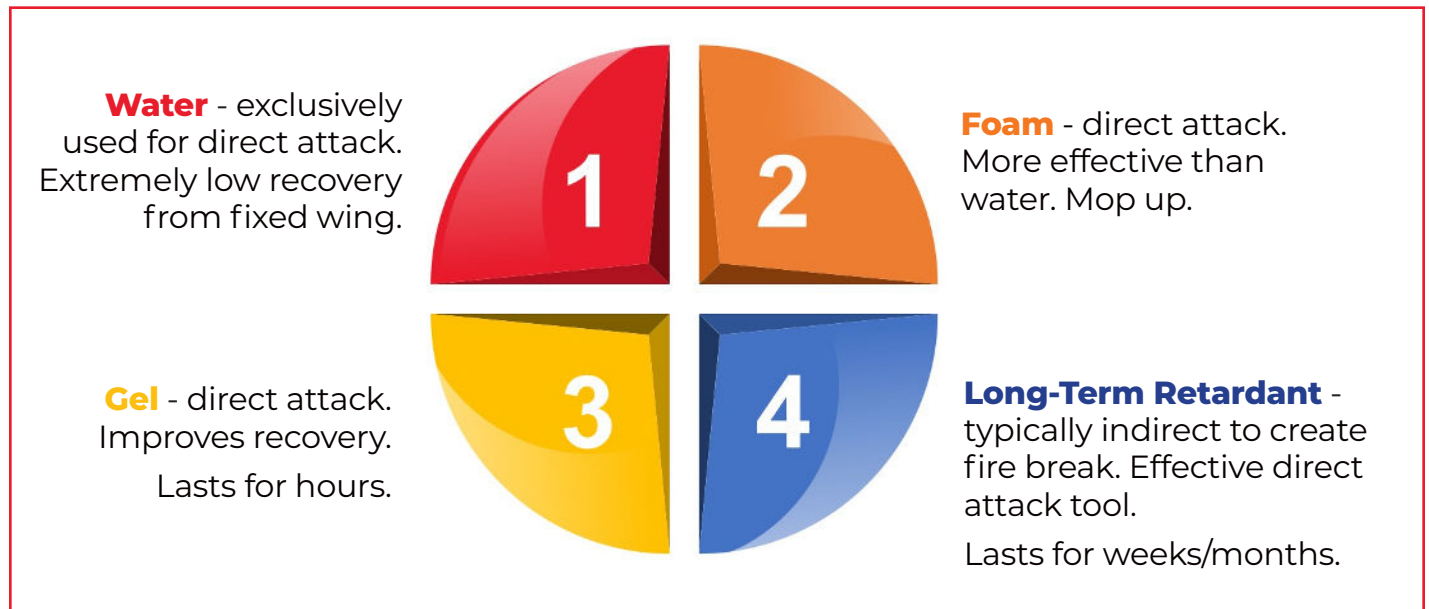 Water - exclusively
used for direct attack.
Extremely low recovery
from fixed wing.
1
2
Foam - direct attack.
More effective than
water. Mop up.
Gel - direct attack.
Improves recovery.
Lasts for hours.
3
4
Long-Term Retardant -
typically indirect to create
fire break. Effective direct
attack tool.
Lasts for weeks/months.